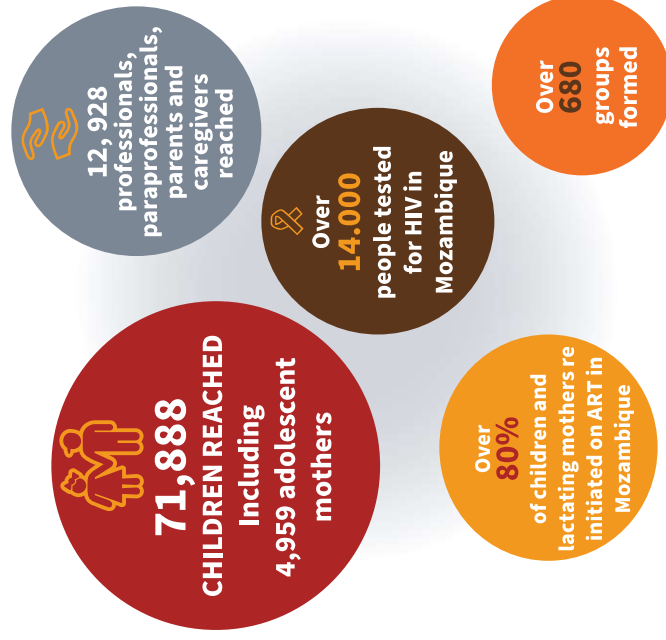 71,888
CHILDREN REACHED
Including
4,959 adolescent
mothers
12, 928
professionals,
paraprofessionals,
parents and
caregivers
reached
Over
14.000
people tested
for HIV in
Mozambique
Over
80%
of children and
lactating mothers re
initiated on ART in
Mozambique
Over
680
groups
formed